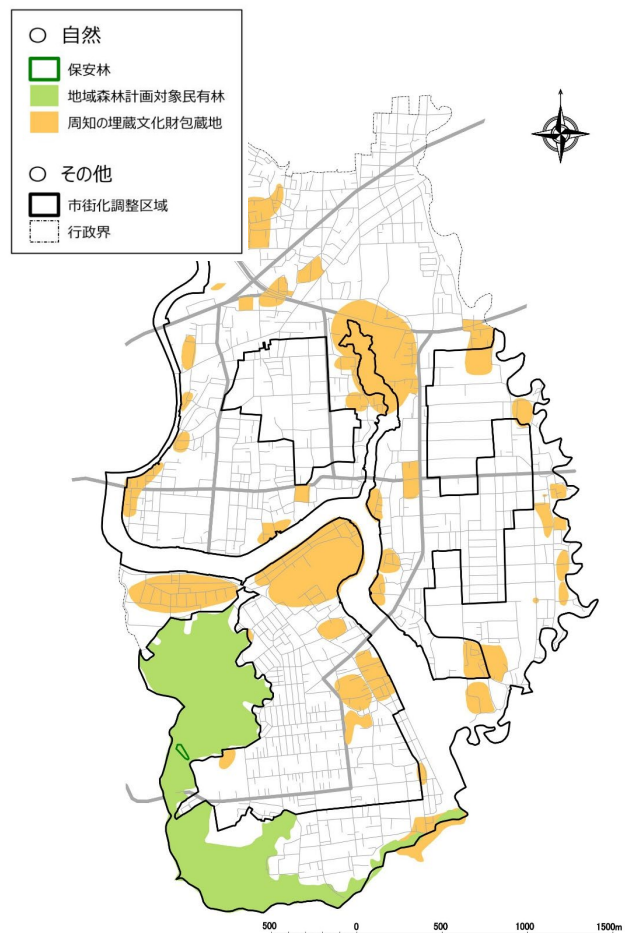 ○ 自然
保安林
地域森林計画対象民有林
周知の埋蔵文化財包蔵地
○ その他
市街化調整区域
行政界
500 0 500 1000 1500m